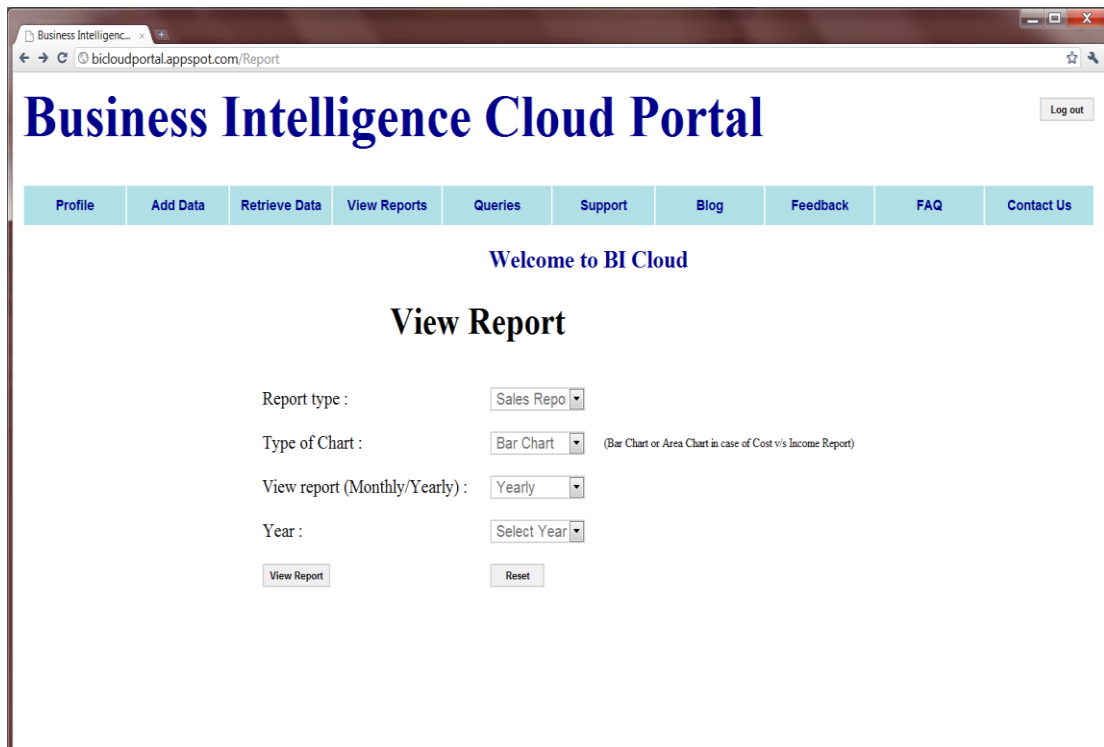 Business Intelligenc...
bicloudportal.appspot.com/Report
Business Intelligence Cloud Portal
Log out
Profile Add Data Retrieve Data View Reports Queries Support Blog Feedback FAQ Contact Us
Welcome to BI Cloud
View Report
Report type : Sales Repo
Type of Chart : Bar Chart (Bar Chart or Area Chart in case of Cost v/s Income Report)
View report (Monthly/Yearly) : Yearly
Year : Select Year
View Report Reset